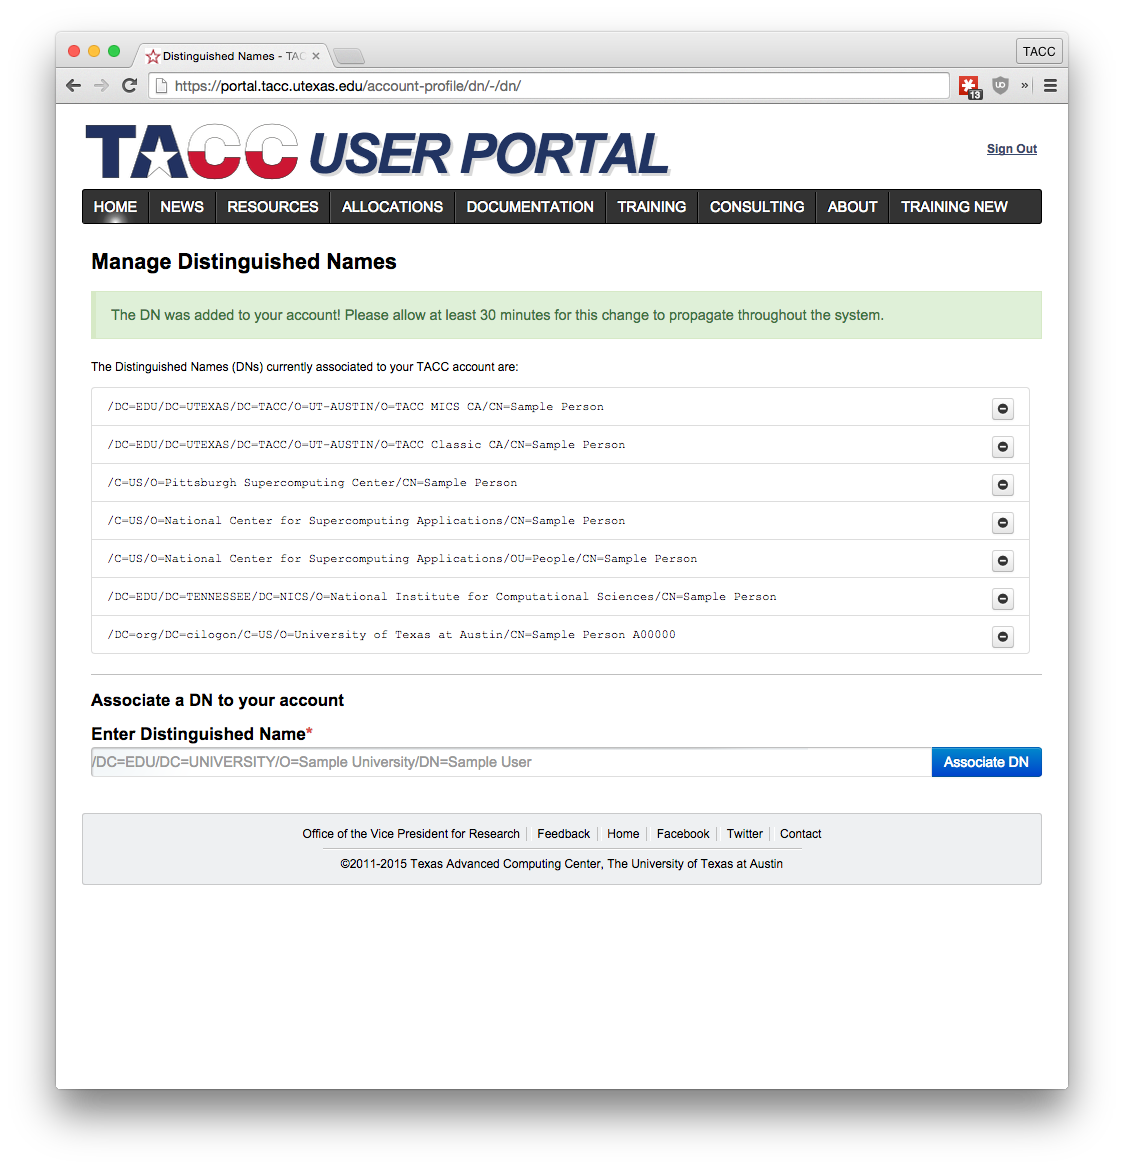 Distinguished Names - TAC
TACC
https://portal.tacc.utexas.edu/account-profile/dn/-/dn/
13
UD
»
TACC USER PORTAL
Sign Out
HOME NEWS RESOURCES ALLOCATIONS DOCUMENTATION TRAINING CONSULTING ABOUT TRAINING NEW
Manage Distinguished Names
The DN was added to your account! Please allow at least 30 minutes for this change to propagate throughout the system.
The Distinguished Names (DNs) currently associated to your TACC account are:
/DC=EDU/DC=UTEXAS/DC=TACC/O=UT-AUSTIN/O=TACC MICS CA/CN=Sample Person
/DC=EDU/DC=UTEXAS/DC=TACC/O=UT-AUSTIN/O=TACC Classic CA/CN=Sample Person
/C=US/O=Pittsburgh Supercomputing Center/CN=Sample Person
/C=US/O=National Center for Supercomputing Applications/CN=Sample Person
/C=US/O=National Center for Supercomputing Applications/OU=People/CN=Sample Person
/DC=EDU/DC=TENNESSEE/DC=NICS/O=National Institute for Computational Sciences/CN=Sample Person
/DC=org/DC=cilogon/C=US/O=University of Texas at Austin/CN=Sample Person A00000
Associate a DN to your account
Enter Distinguished Name*
/DC=EDU/DC=UNIVERSITY/O=Sample University/DN=Sample User
Associate DN
Office of the Vice President for Research Feedback Home Facebook Twitter Contact
©2011-2015 Texas Advanced Computing Center, The University of Texas at Austin